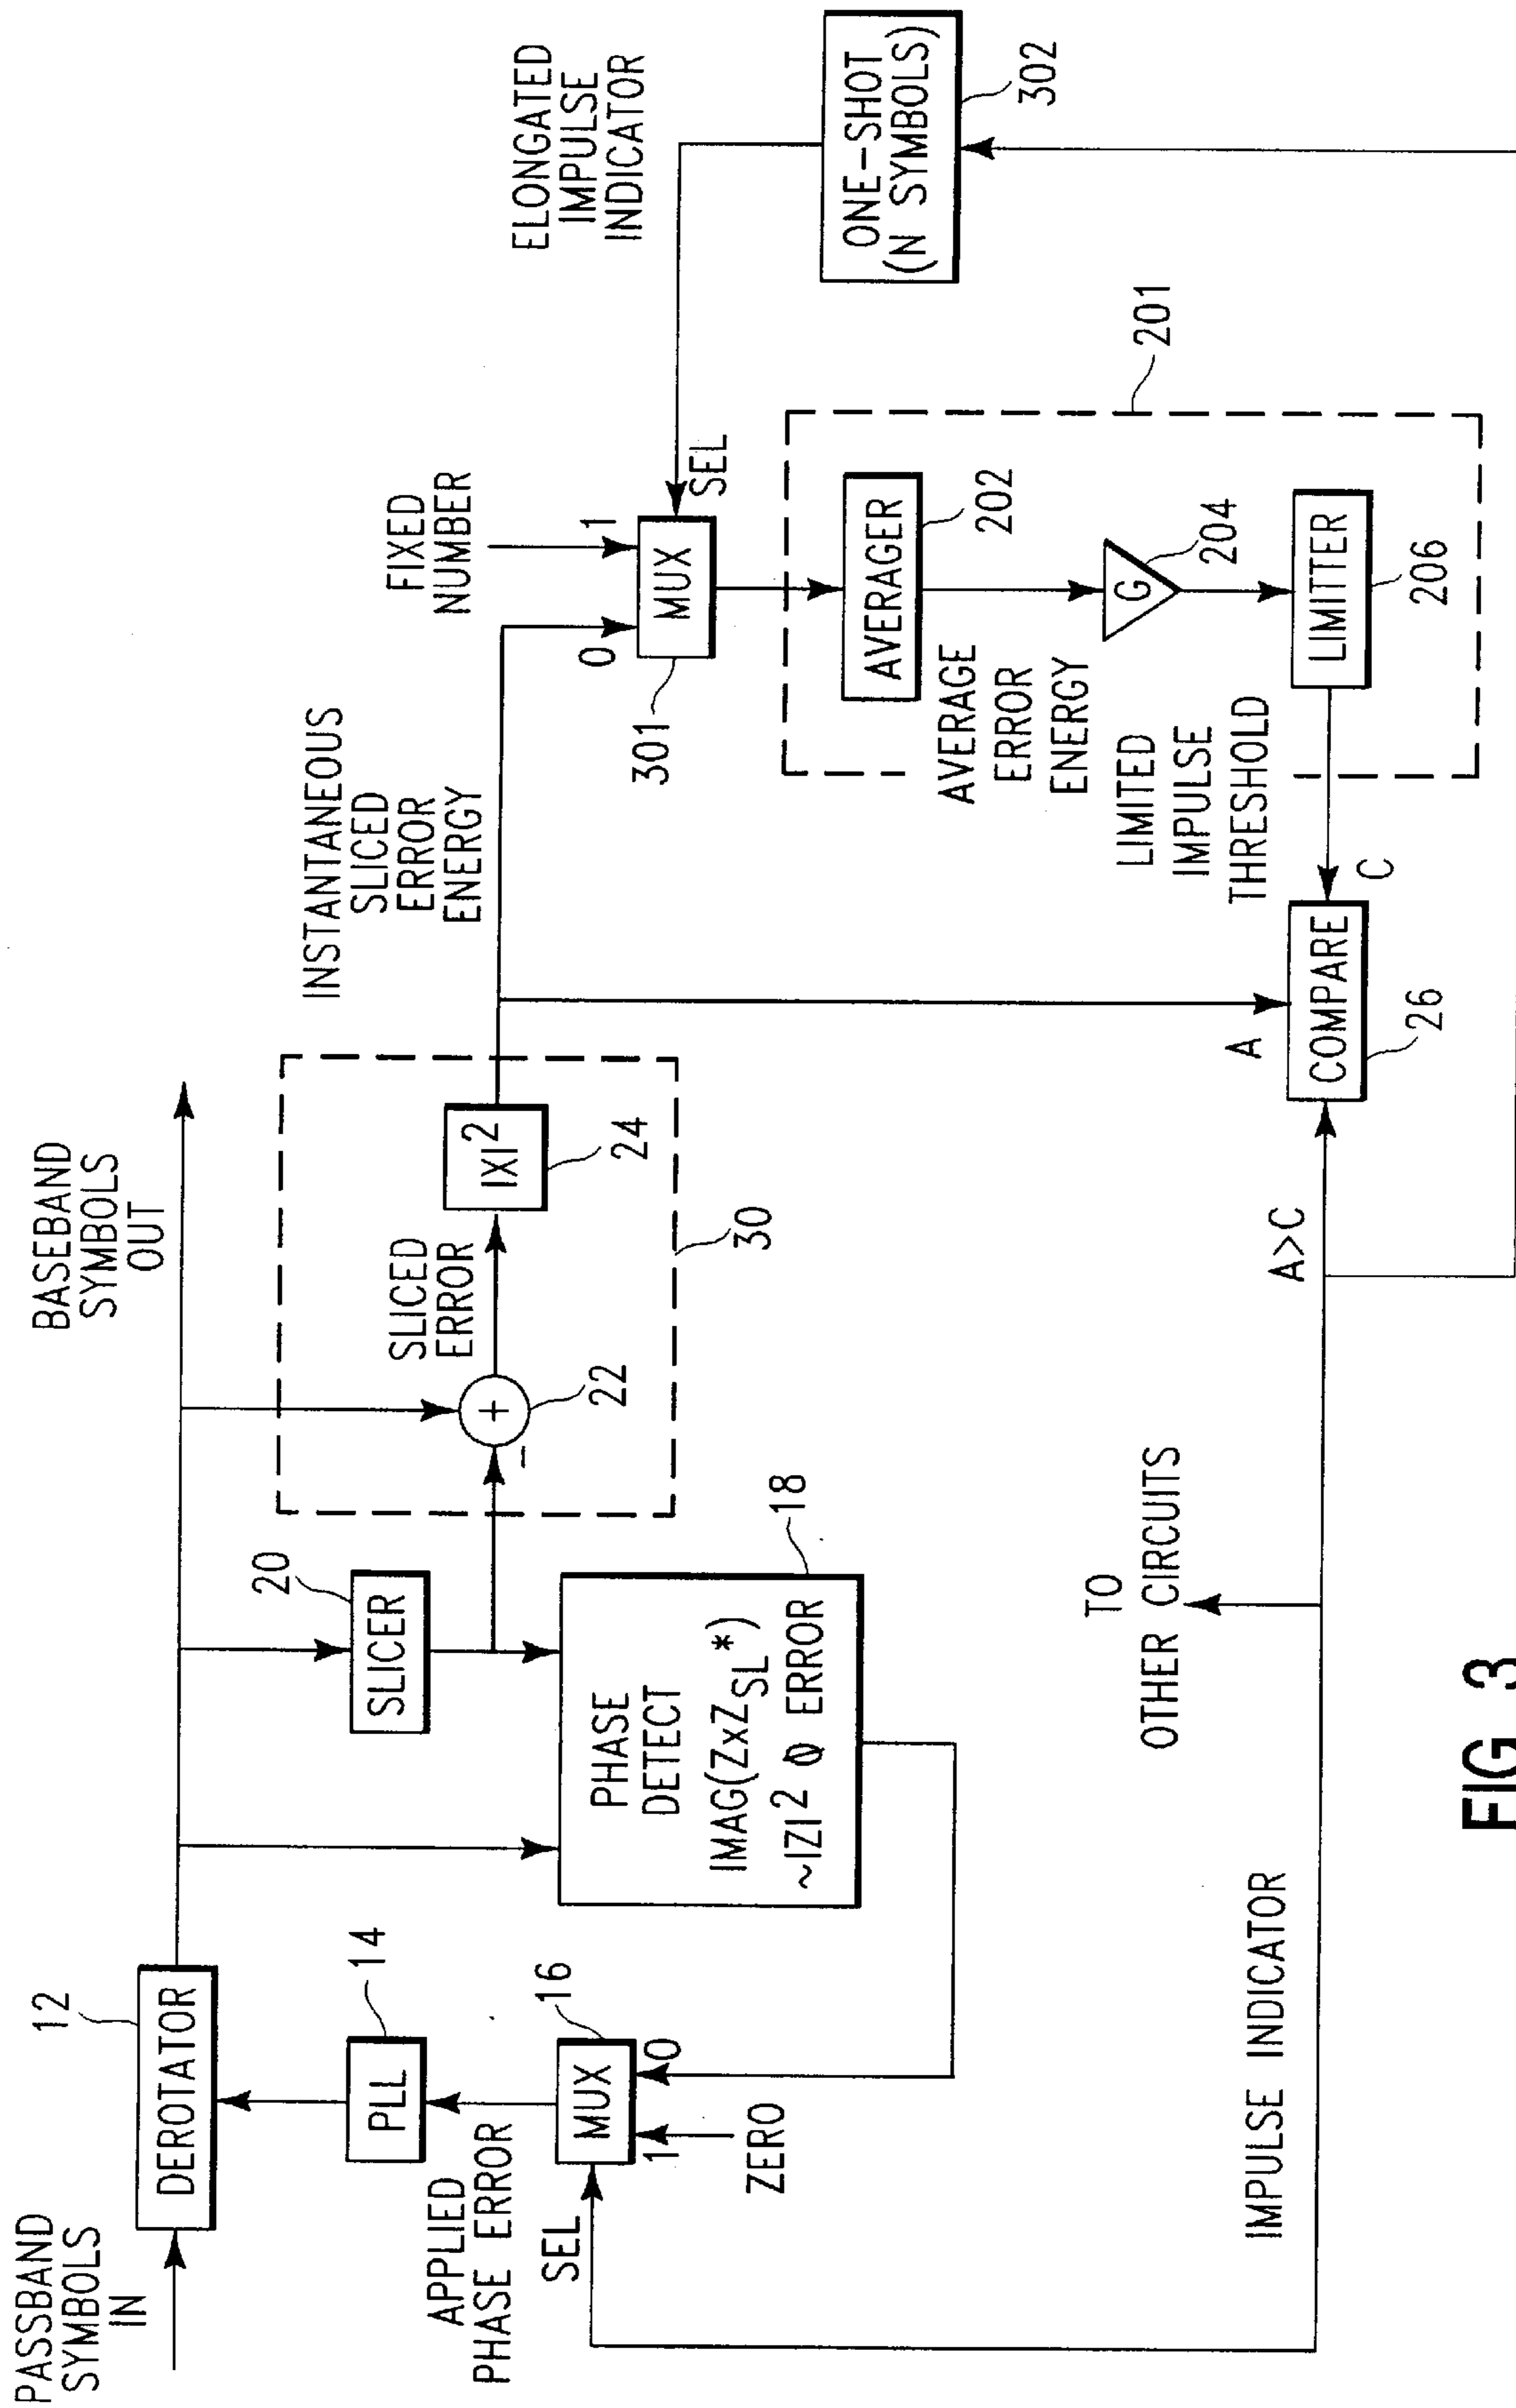 PASSBAND
SYMBOLS
IN
12
DEROTATOR
BASEBAND
SYMBOLS
OUT
14
PLL
APPLIED
PHASE ERROR
SEL
16
MUX
1
0
ZERO
20
SLICER
18
PHASE
DETECT
IMAG(ZxZSL*)
~|Z|² Φ ERROR
SLICED
ERROR
+
−
22
|X|²
24
30
INSTANTANEOUS
SLICED
ERROR
ENERGY
FIXED
NUMBER
0
1
MUX
SEL
301
ELONGATED
IMPULSE
INDICATOR
ONE-SHOT
(N SYMBOLS)
302
201
AVERAGER
202
AVERAGE
ERROR
ENERGY
G
204
LIMITED
IMPULSE
THRESHOLD
LIMITTER
206
C
A
COMPARE
26
A>C
TO
OTHER CIRCUITS
IMPULSE INDICATOR
FIG. 3